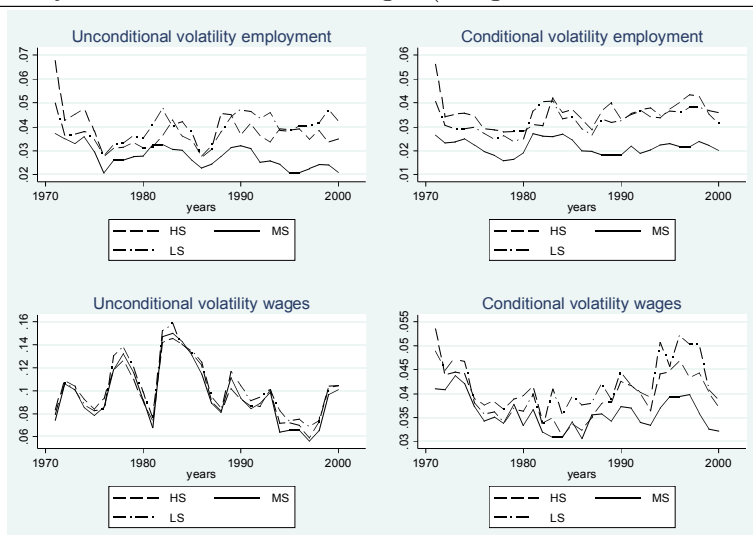 Unconditional volatility employment
.07
.06
.05
.04
.03
.02
1970 1980 1990 2000
years
HS MS
LS
Conditional volatility employment
.06
.05
.04
.03
.02
.01
1970 1980 1990 2000
years
HS MS
LS
Unconditional volatility wages
.16
.14
.12
.1
.08
.06
1970 1980 1990 2000
years
HS MS
LS
Conditional volatility wages
.055
.05
.045
.04
.035
.03
1970 1980 1990 2000
years
HS MS
LS